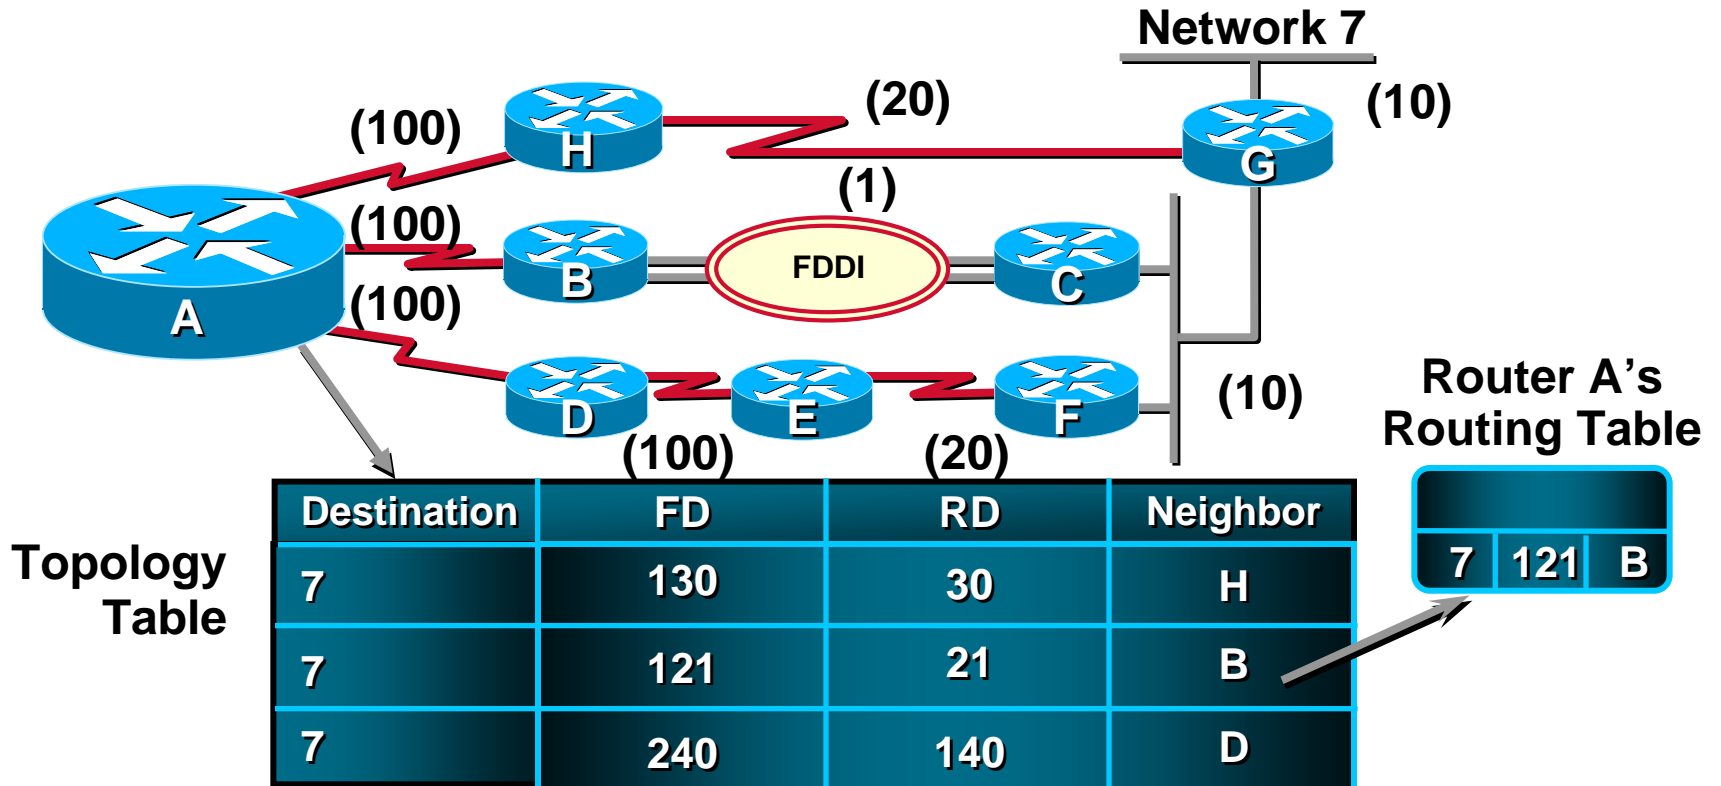 Network 7
(20)
(10)
(100)
H
G
(1)
(100)
B
FDDI
C
A
(100)
D
E
F
(10)
(100)
(20)
Router A’s
Routing Table
7 121 B
Topology
Table
Destination FD RD Neighbor
7 130 30 H
7 121 21 B
7 240 140 D